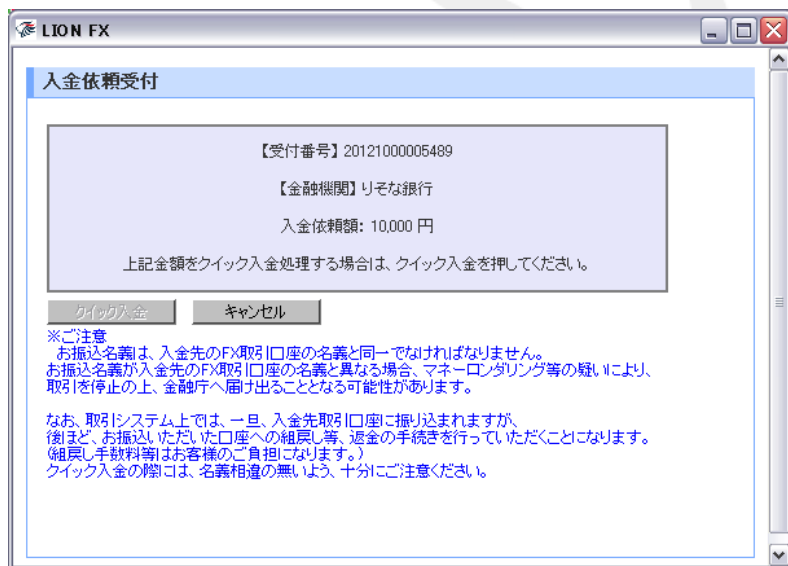 LION FX
入金依頼受付
【受付番号】20121000005489
【金融機関】りそな銀行
入金依頼額: 10,000 円
上記金額をクイック入金処理する場合は、クイック入金を押してください。
クイック入金 キャンセル
※ご注意
お振込名義は、入金先のFX取引口座の名義と同一でなければなりません。
お振込名義が入金先のFX取引口座の名義と異なる場合、マネーロンダリング等の疑いにより、
取引を停止の上、金融庁へ届け出ることとなる可能性があります。
なお、取引システム上では、一旦、入金先取引口座に振り込まれますが、
後ほど、お振込いただいた口座への組戻し等、返金の手続きを行っていただくことになります。
(組戻し手数料等はお客様のご負担になります。)
クイック入金の際には、名義相違の無いよう、十分にご注意ください。